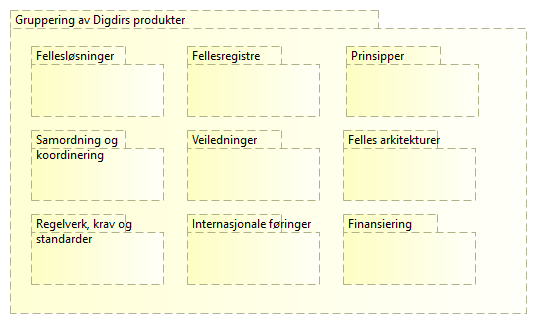 Gruppering av Digdirs produkter
Fellesløsninger
Fellesregistre
Prinsipper
Samordning og
koordinering
Veiledninger
Felles arkitekturer
Regelverk, krav og
standarder
Internasjonale føringer
Finansiering